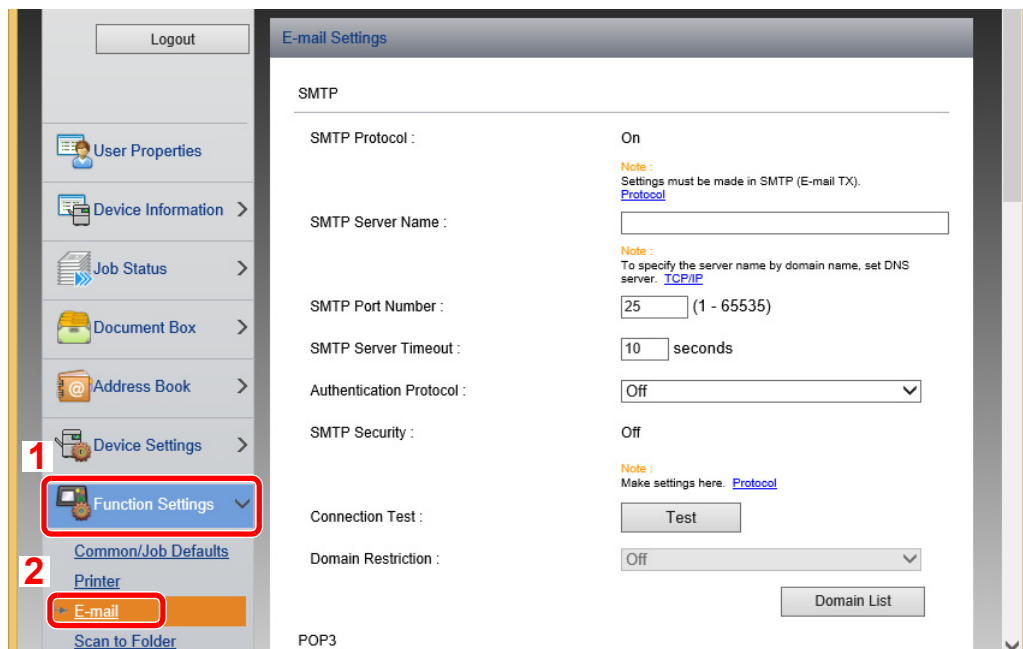 Logout
User Properties
Device Information
Job Status
Document Box
@
Address Book
Device Settings
1
Function Settings
Common/Job Defaults
2
Printer
E-mail
Scan to Folder
E-mail Settings
SMTP
SMTP Protocol : On
Note :
Settings must be made in SMTP (E-mail TX).
Protocol
SMTP Server Name :
Note :
To specify the server name by domain name, set DNS
server. TCP/IP
SMTP Port Number : 25 (1 - 65535)
SMTP Server Timeout : 10 seconds
Authentication Protocol : Off
SMTP Security : Off
Note :
Make settings here. Protocol
Connection Test : Test
Domain Restriction : Off
Domain List
POP3